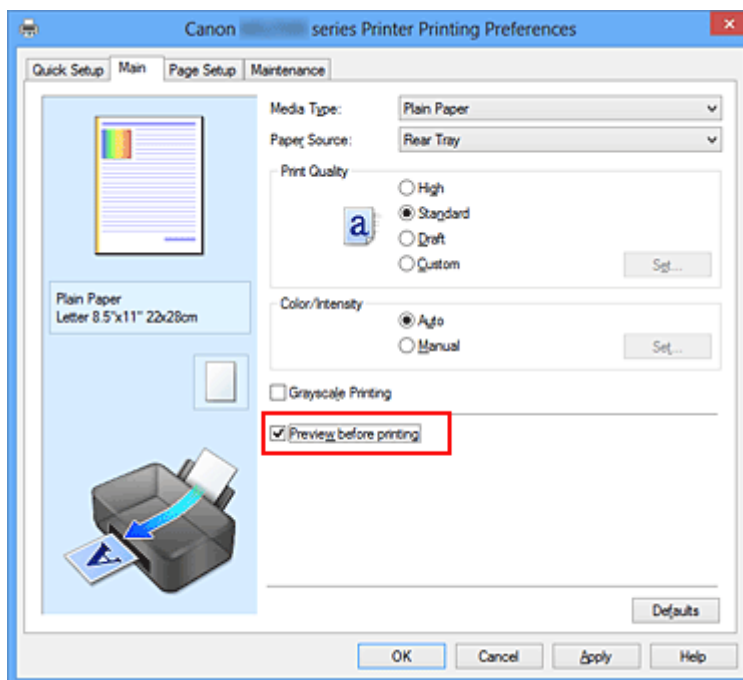 Canon series Printer Printing Preferences
Quick Setup Main Page Setup Maintenance
Media Type: Plain Paper
Paper Source: Rear Tray
Print Quality
High
Standard
Draft
Custom Set...
a
Plain Paper
Letter 8.5"x11" 22x28cm
Color/Intensity
Auto
Manual Set...
Grayscale Printing
Preview before printing
A
Defaults
OK Cancel Apply Help